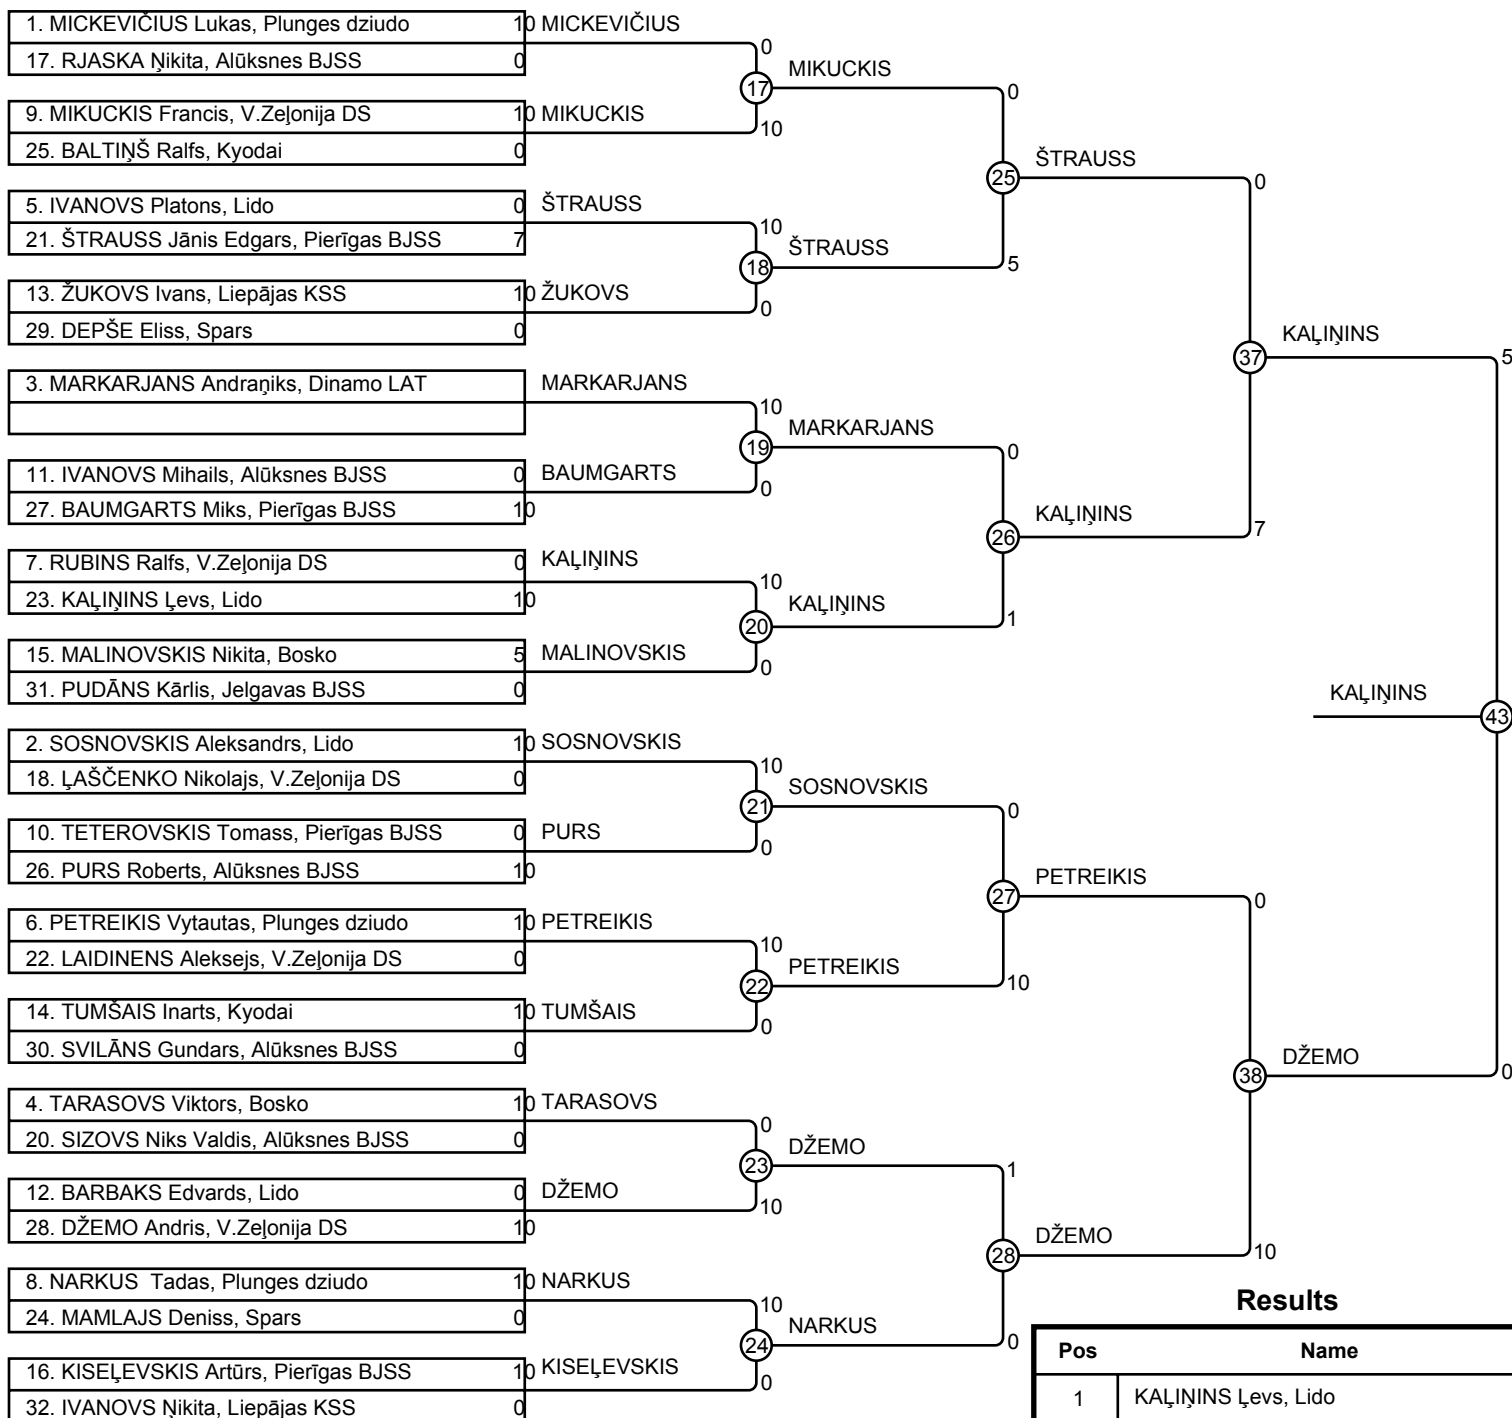 1. MICKEVIČIUS Lukas, Plunges dziudo 10 MICKEVIČIUS
17. RJASKA Ņikita, Alūksnes BJSS 0
0
17 MIKUCKIS
9. MIKUCKIS Francis, V.Zeļonija DS 10 MIKUCKIS
10
25. BALTIŅŠ Ralfs, Kyodai 0
0
25 ŠTRAUSS
5
5. IVANOVS Platons, Lido 0 ŠTRAUSS
21. ŠTRAUSS Jānis Edgars, Pierīgas BJSS 7
10
18 ŠTRAUSS
13. ŽUKOVS Ivans, Liepājas KSS 10 ŽUKOVS
0
29. DEPŠE Eliss, Spars 0
0
37 KAĻIŅINS
7
3. MARKARJANS Andraņiks, Dinamo LAT MARKARJANS
10
19 MARKARJANS
11. IVANOVS Mihails, Alūksnes BJSS 0 BAUMGARTS
0
27. BAUMGARTS Miks, Pierīgas BJSS 10
0
26 KAĻIŅINS
1
7. RUBINS Ralfs, V.Zeļonija DS 0 KAĻIŅINS
23. KAĻIŅINS Ļevs, Lido 10
10
20 KAĻIŅINS
15. MALINOVSKIS Nikita, Bosko 5 MALINOVSKIS
0
31. PUDĀNS Kārlis, Jelgavas BJSS 0
5
KAĻIŅINS 43
0
2. SOSNOVSKIS Aleksandrs, Lido 10 SOSNOVSKIS
18. ĻAŠČENKO Nikolajs, V.Zeļonija DS 0
10
21 SOSNOVSKIS
10. TETEROVSKIS Tomass, Pierīgas BJSS 0 PURS
0
26. PURS Roberts, Alūksnes BJSS 10
0
27 PETREIKIS
10
6. PETREIKIS Vytautas, Plunges dziudo 10 PETREIKIS
22. LAIDINENS Aleksejs, V.Zeļonija DS 0
10
22 PETREIKIS
14. TUMŠAIS Inarts, Kyodai 10 TUMŠAIS
0
30. SVILĀNS Gundars, Alūksnes BJSS 0
0
38 DŽEMO
10
4. TARASOVS Viktors, Bosko 10 TARASOVS
20. SIZOVS Niks Valdis, Alūksnes BJSS 0
0
23 DŽEMO
12. BARBAKS Edvards, Lido 0 DŽEMO
10
28. DŽEMO Andris, V.Zeļonija DS 10
1
28 DŽEMO
0
8. NARKUS Tadas, Plunges dziudo 10 NARKUS
24. MAMLAJS Deniss, Spars 0
10
24 NARKUS
16. KISEĻEVSKIS Artūrs, Pierīgas BJSS 10 KISEĻEVSKIS
0
32. IVANOVS Ņikita, Liepājas KSS 0
Results
Pos Name
1 KAĻIŅINS Ļevs, Lido